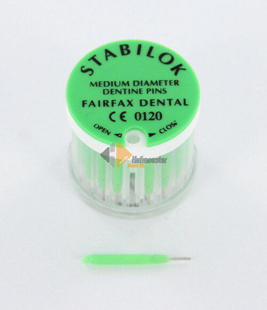 STABILOK
MEDIUM DIAMETER
DENTINE PINS
FAIRFAX DENTAL
CE 0120
OPEN CLOSE